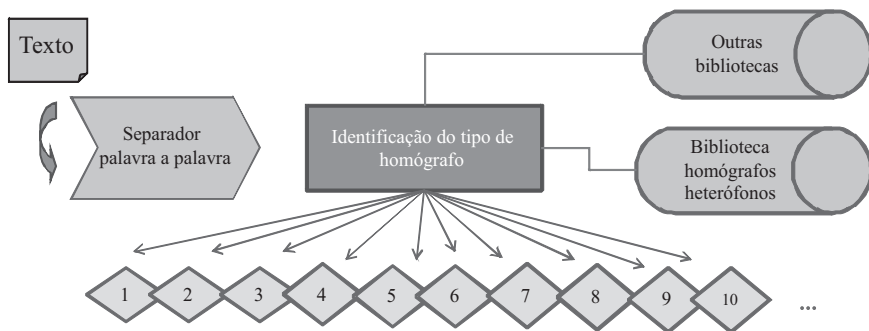 Texto
Outras
bibliotecas
Separador
palavra a palavra
Identificação do tipo de
homógrafo
Biblioteca
homógrafos
heterófonos
1 2 3 4 5 6 7 8 9 10 ...